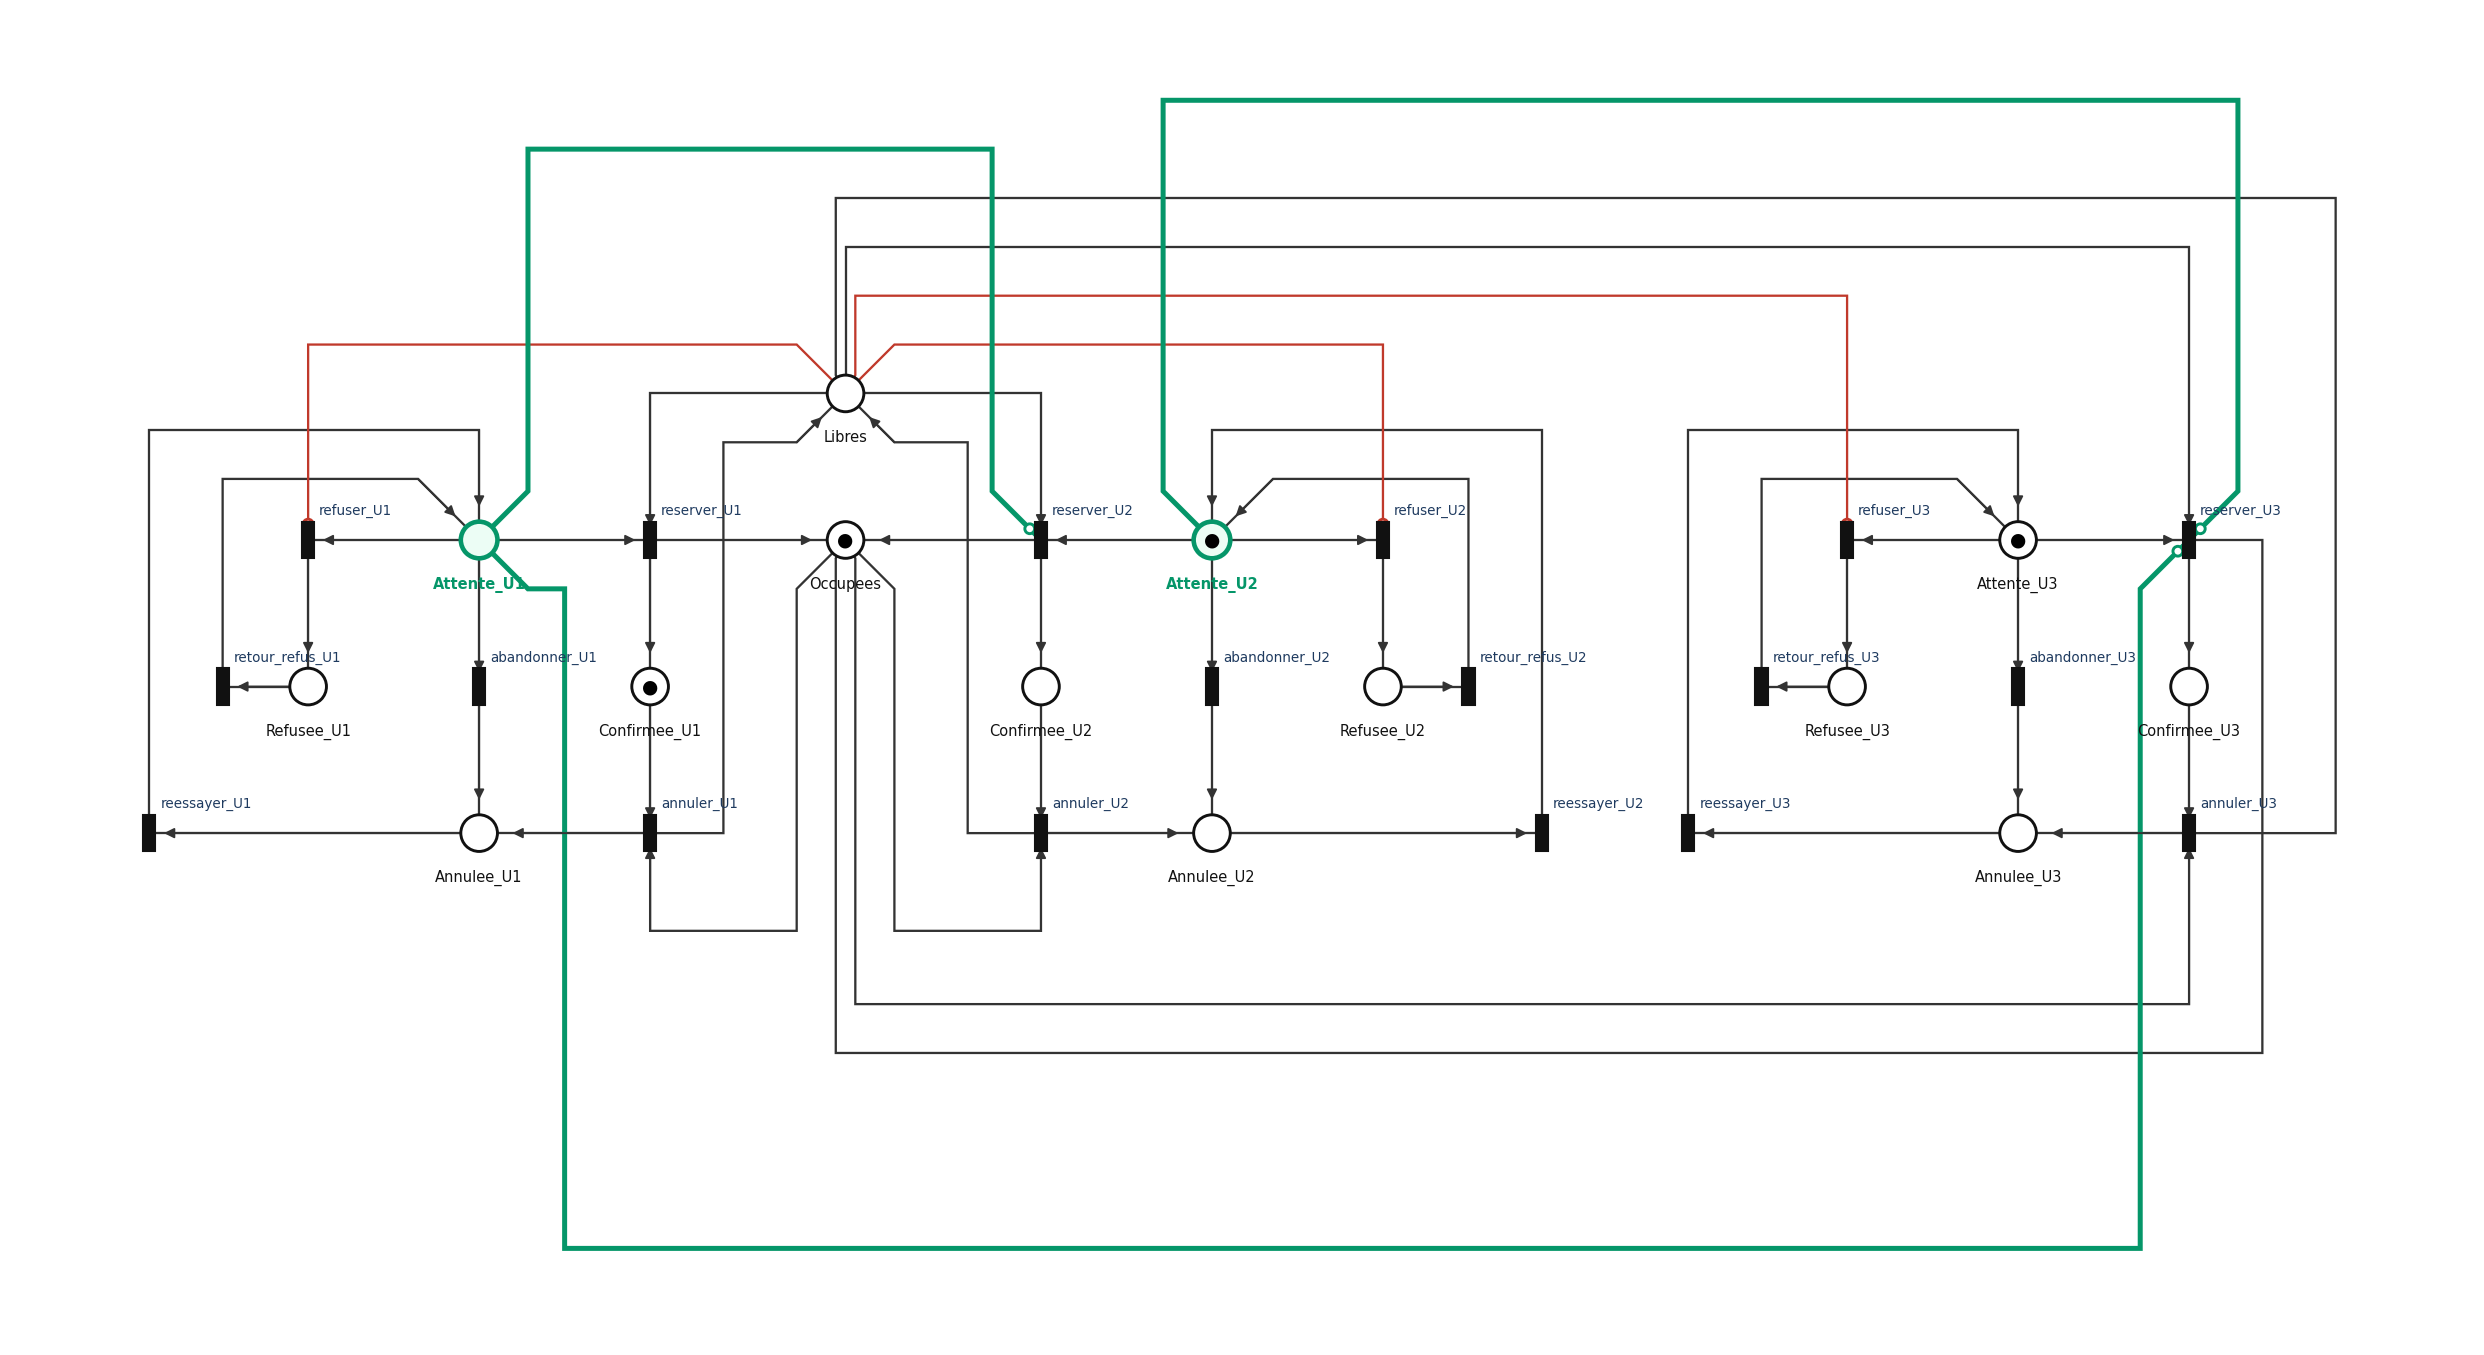 Libres
refuser_U1
reserver_U1
reserver_U2
refuser_U2
refuser_U3
reserver_U3
Attente_U1
Occupees
Attente_U2
Attente_U3
retour_refus_U1
abandonner_U1
abandonner_U2
retour_refus_U2
retour_refus_U3
abandonner_U3
Refusee_U1
Confirmee_U1
Confirmee_U2
Refusee_U2
Refusee_U3
Confirmee_U3
reessayer_U1
annuler_U1
annuler_U2
reessayer_U2
reessayer_U3
annuler_U3
Annulee_U1
Annulee_U2
Annulee_U3